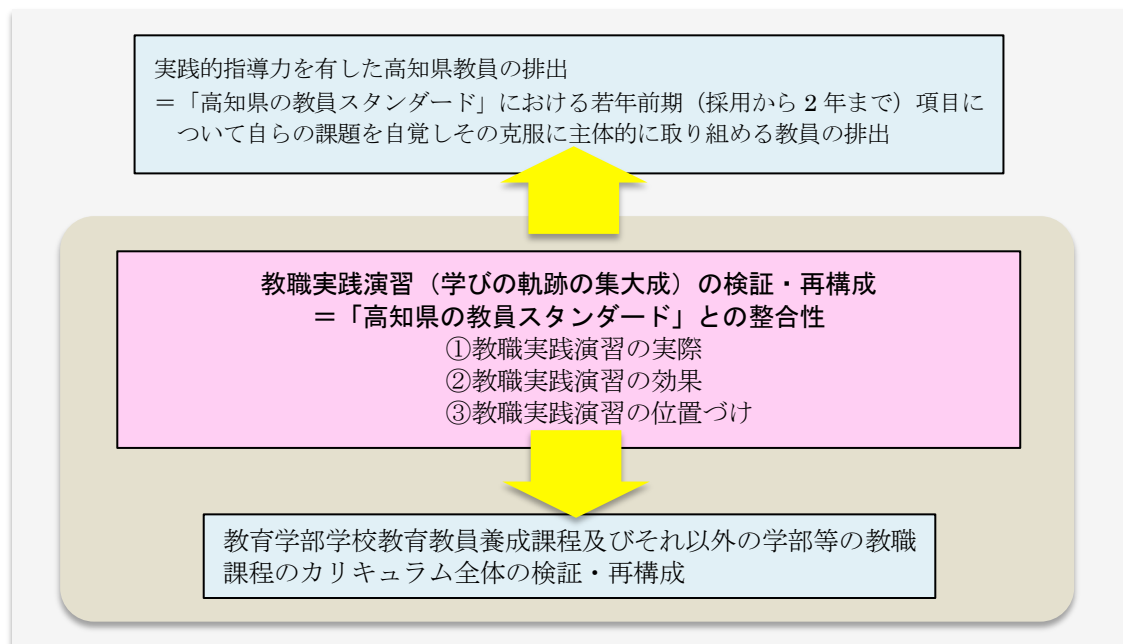 実践的指導力を有した高知県教員の排出
＝「高知県の教員スタンダード」における若年前期（採用から 2 年まで）項目に
ついて自らの課題を自覚しその克服に主体的に取り組める教員の排出
教職実践演習（学びの軌跡の集大成）の検証・再構成
＝「高知県の教員スタンダード」との整合性
①教職実践演習の実際
②教職実践演習の効果
③教職実践演習の位置づけ
教育学部学校教育教員養成課程及びそれ以外の学部等の教職
課程のカリキュラム全体の検証・再構成